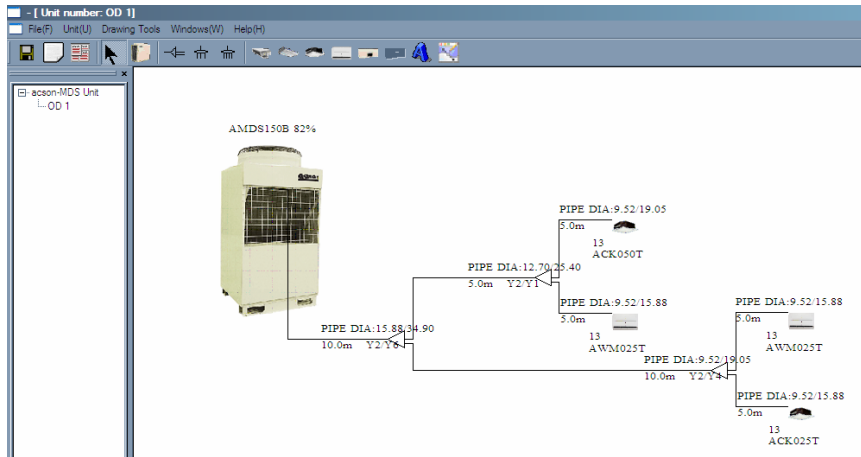 - [ Unit number: OD 1]
File(F) Unit(U) Drawing Tools Windows(W) Help(H)
acson-MDS Unit
OD 1
AMDS150B 82%
PIPE DIA:9.52/19.05
5.0m
13
ACK050T
PIPE DIA:12.70/25.40
5.0m Y2/Y1
PIPE DIA:9.52/15.88
5.0m
13
AWM025T
PIPE DIA:9.52/15.88
5.0m
13
AWM025T
PIPE DIA:15.88/34.90
10.0m Y2/Y6
PIPE DIA:9.52/19.05
10.0m Y2/Y4
PIPE DIA:9.52/15.88
5.0m
13
ACK025T